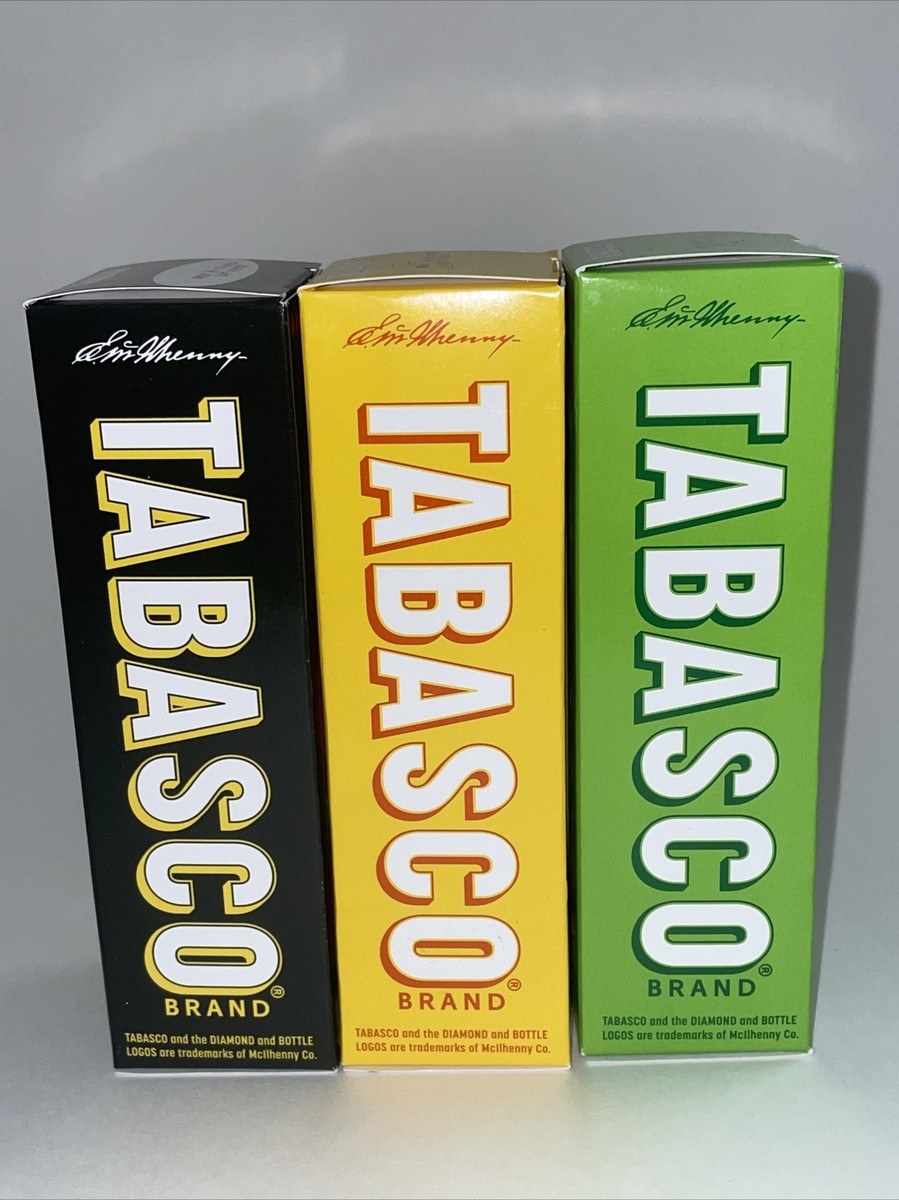 E. McIlhenny
TABASCO®
BRAND
TABASCO and the DIAMOND and BOTTLE
LOGOS are trademarks of McIlhenny Co.
E. McIlhenny
TABASCO®
BRAND
TABASCO and the DIAMOND and BOTTLE
LOGOS are trademarks of McIlhenny Co.
E. McIlhenny
TABASCO®
BRAND
TABASCO and the DIAMOND and BOTTLE
LOGOS are trademarks of McIlhenny Co.